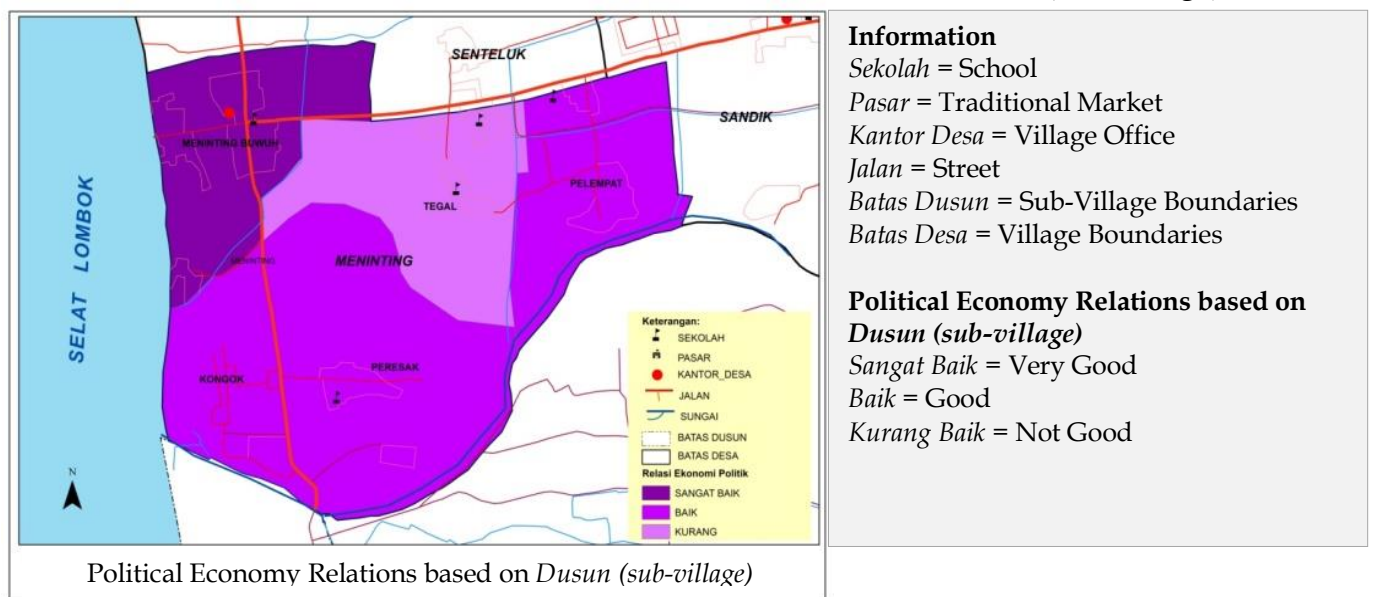 SENTELUK
SANDIK
MENINTING BUWUH
PELEMPAT
TEGAL
SELAT LOMBOK
MENINTING
MENINTING
PERESAK
KONGOK
N
Keterangan:
SEKOLAH
PASAR
KANTOR_DESA
JALAN
SUNGAI
BATAS DUSUN
BATAS DESA
Relasi Ekonomi Politik
SANGAT BAIK
BAIK
KURANG
Political Economy Relations based on Dusun (sub-village)
Information
Sekolah = School
Pasar = Traditional Market
Kantor Desa = Village Office
Jalan = Street
Batas Dusun = Sub-Village Boundaries
Batas Desa = Village Boundaries
Political Economy Relations based on
Dusun (sub-village)
Sangat Baik = Very Good
Baik = Good
Kurang Baik = Not Good